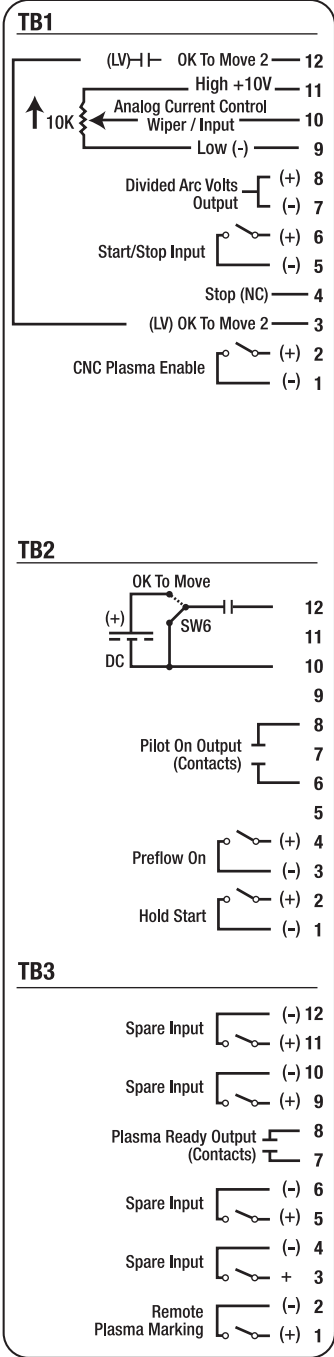 TB1
(LV) OK To Move 2 12
High +10V 11
10K Analog Current Control
Wiper / Input 10
Low (-) 9
Divided Arc Volts
Output (+) 8
(-) 7
Start/Stop Input (+) 6
(-) 5
Stop (NC) 4
(LV) OK To Move 2 3
CNC Plasma Enable (+) 2
(-) 1
TB2
OK To Move
(+) SW6 12
11
DC 10
9
8
Pilot On Output
(Contacts) 7
6
5
Preflow On (+) 4
(-) 3
Hold Start (+) 2
(-) 1
TB3
Spare Input (-) 12
(+) 11
Spare Input (-) 10
(+) 9
Plasma Ready Output
(Contacts) 8
7
Spare Input (-) 6
(+) 5
Spare Input (-) 4
+ 3
Remote
Plasma Marking (-) 2
(+) 1